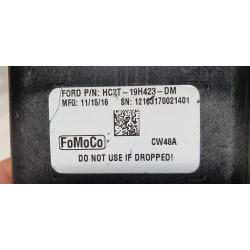 FORD P/N: HC3T-19H423-DM
MFG: 11/15/16 SN: 12163170021401
FoMoCo
CW48A
DO NOT USE IF DROPPED!